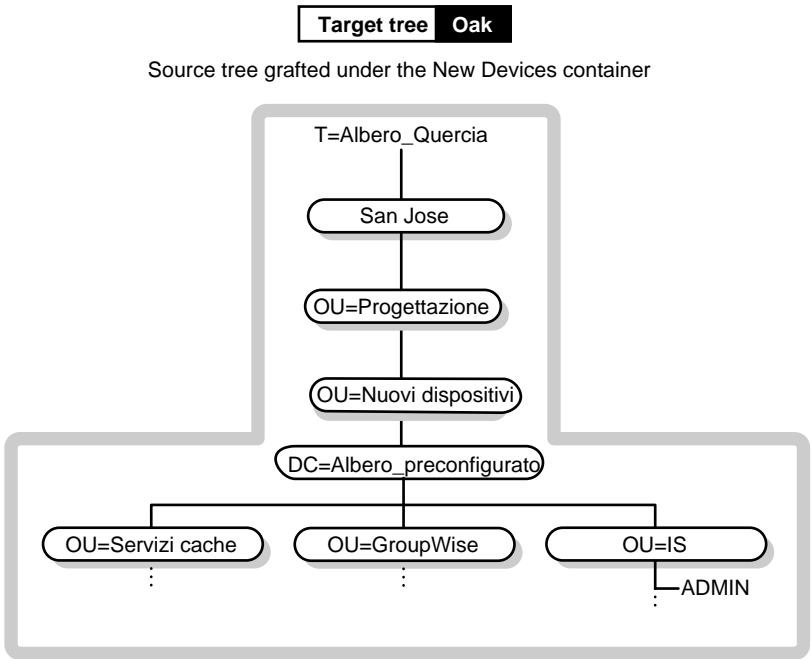 Target tree Oak
Source tree grafted under the New Devices container
T=Albero_Quercia
San Jose
OU=Progettazione
OU=Nuovi dispositivi
DC=Albero_preconfigurato
OU=Servizi cache OU=GroupWise OU=IS
ADMIN